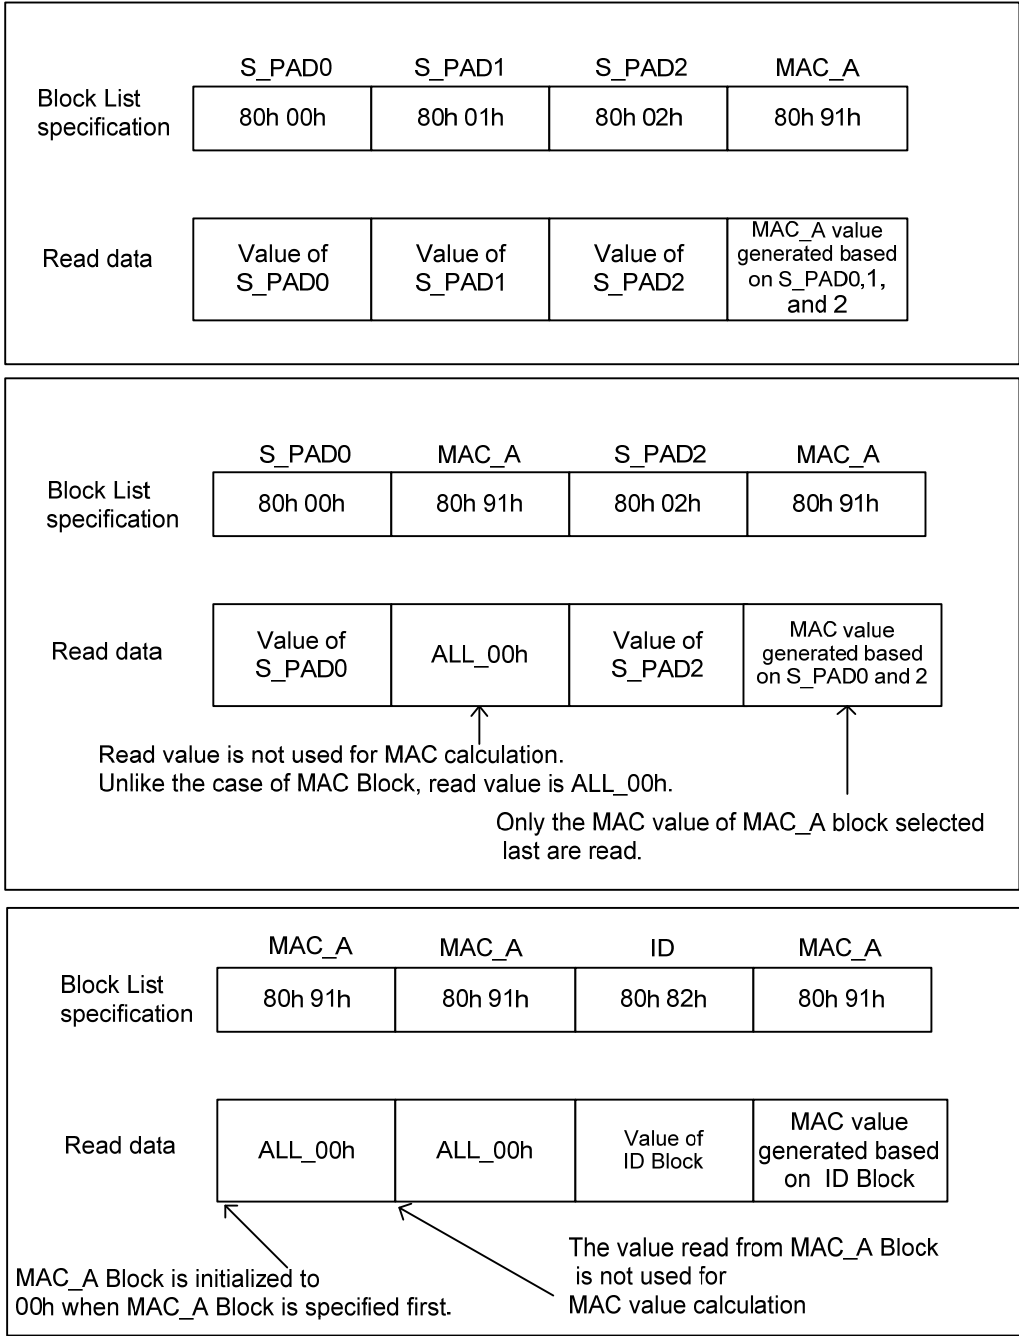 S_PAD0 S_PAD1 S_PAD2 MAC_A
Block List
specification
80h 00h 80h 01h 80h 02h 80h 91h
Read data
Value of
S_PAD0
Value of
S_PAD1
Value of
S_PAD2
MAC_A value
generated based
on S_PAD0,1,
and 2
S_PAD0 MAC_A S_PAD2 MAC_A
Block List
specification
80h 00h 80h 91h 80h 02h 80h 91h
Read data
Value of
S_PAD0
ALL_00h
Value of
S_PAD2
MAC value
generated based
on S_PAD0 and 2
Read value is not used for MAC calculation.
Unlike the case of MAC Block, read value is ALL_00h.
Only the MAC value of MAC_A block selected
last are read.
MAC_A MAC_A ID MAC_A
Block List
specification
80h 91h 80h 91h 80h 82h 80h 91h
Read data
ALL_00h
ALL_00h
Value of
ID Block
MAC value
generated based
on ID Block
MAC_A Block is initialized to
00h when MAC_A Block is specified first.
The value read from MAC_A Block
is not used for
MAC value calculation